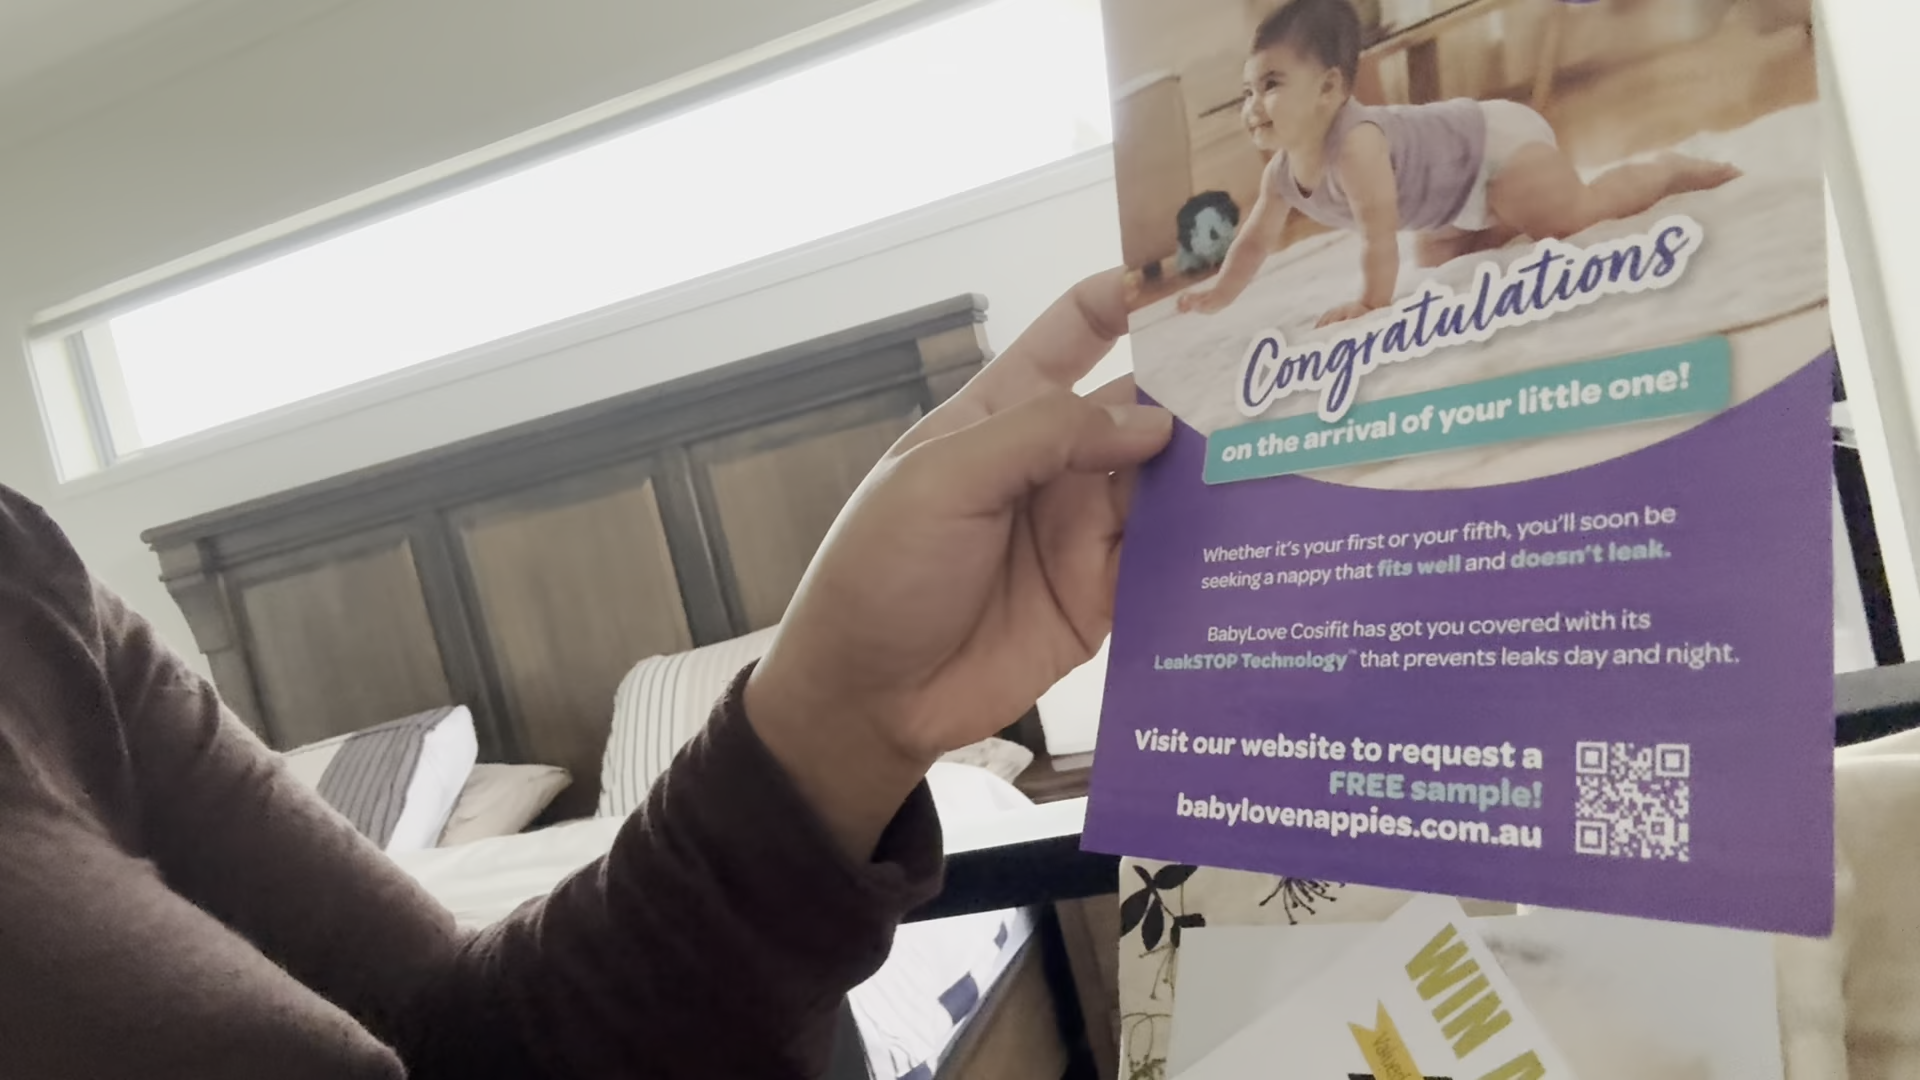 Congratulations
on the arrival of your little one!
Whether it's your first or your fifth, you'll soon be
seeking a nappy that fits well and doesn't leak.
BabyLove Cosifit has got you covered with its
LeakSTOP Technology™ that prevents leaks day and night.
Visit our website to request a
FREE sample!
babylovenappies.com.au
WIN